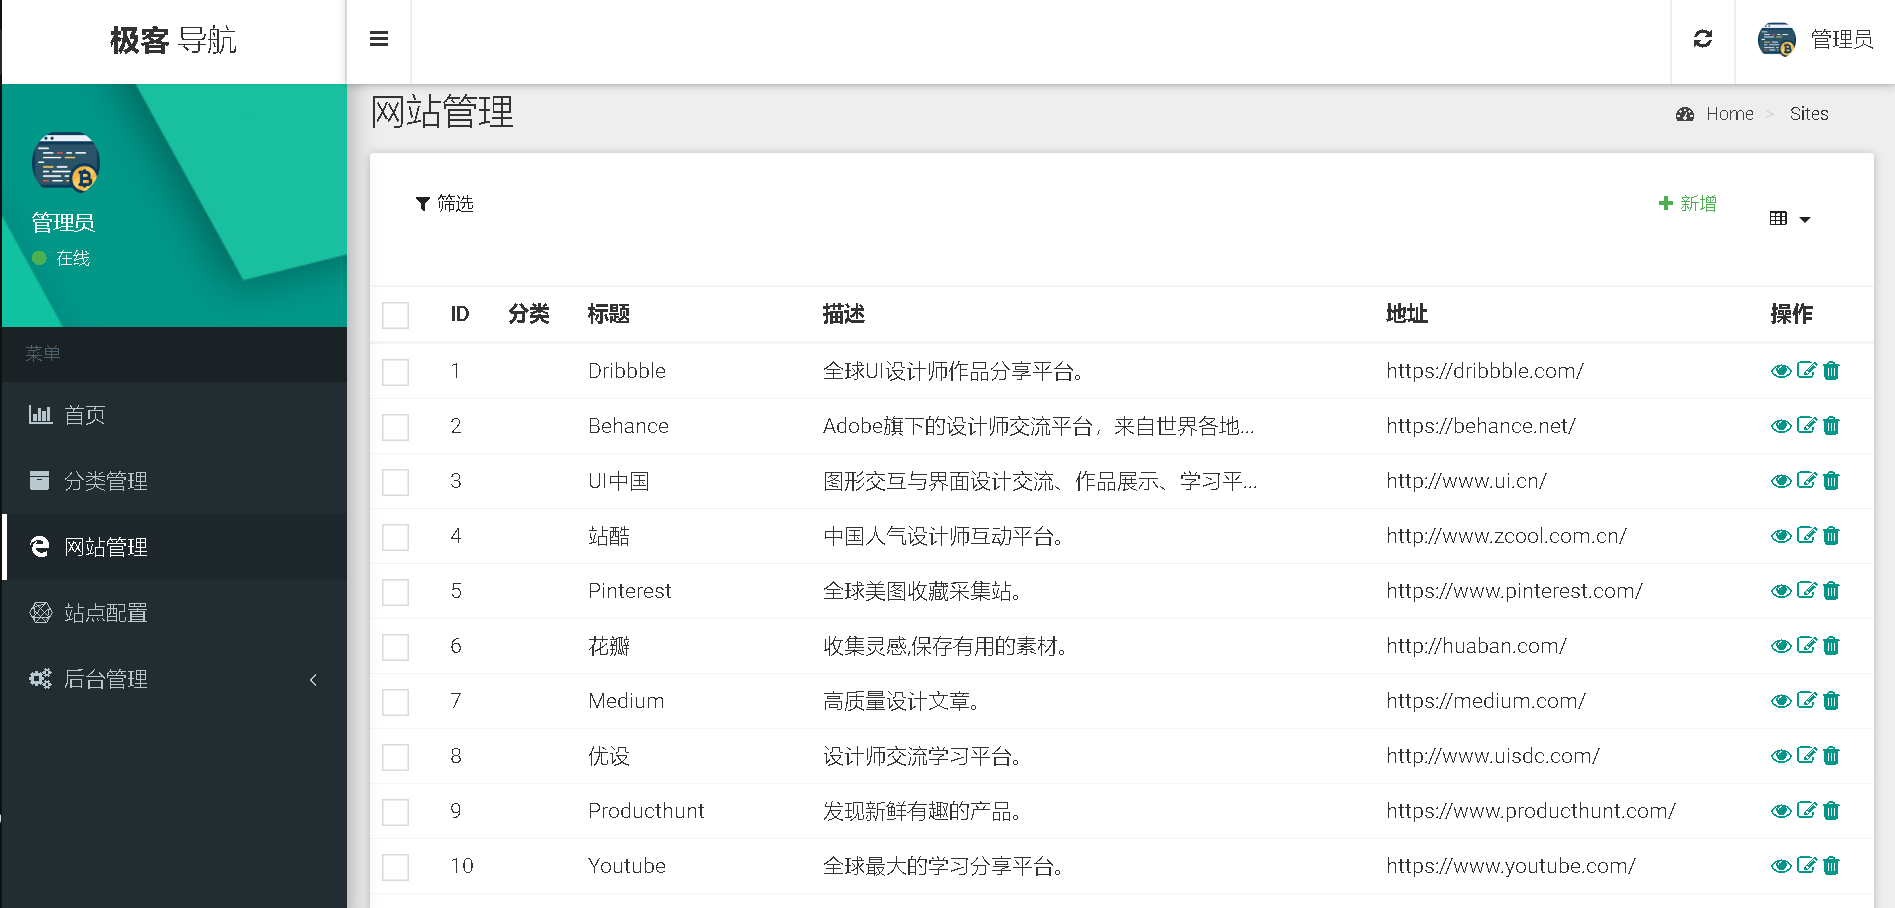 极客 导航
管理员
网站管理
Home > Sites
管理员
在线
筛选
新增
菜单
首页
分类管理
网站管理
站点配置
后台管理
ID 分类 标题 描述 地址 操作
1 Dribbble 全球UI设计师作品分享平台。 https://dribbble.com/
2 Behance Adobe旗下的设计师交流平台，来自世界各地... https://behance.net/
3 UI中国 图形交互与界面设计交流、作品展示、学习平... http://www.ui.cn/
4 站酷 中国人气设计师互动平台。 http://www.zcool.com.cn/
5 Pinterest 全球美图收藏采集站。 https://www.pinterest.com/
6 花瓣 收集灵感,保存有用的素材。 http://huaban.com/
7 Medium 高质量设计文章。 https://medium.com/
8 优设 设计师交流学习平台。 http://www.uisdc.com/
9 Producthunt 发现新鲜有趣的产品。 https://www.producthunt.com/
10 Youtube 全球最大的学习分享平台。 https://www.youtube.com/